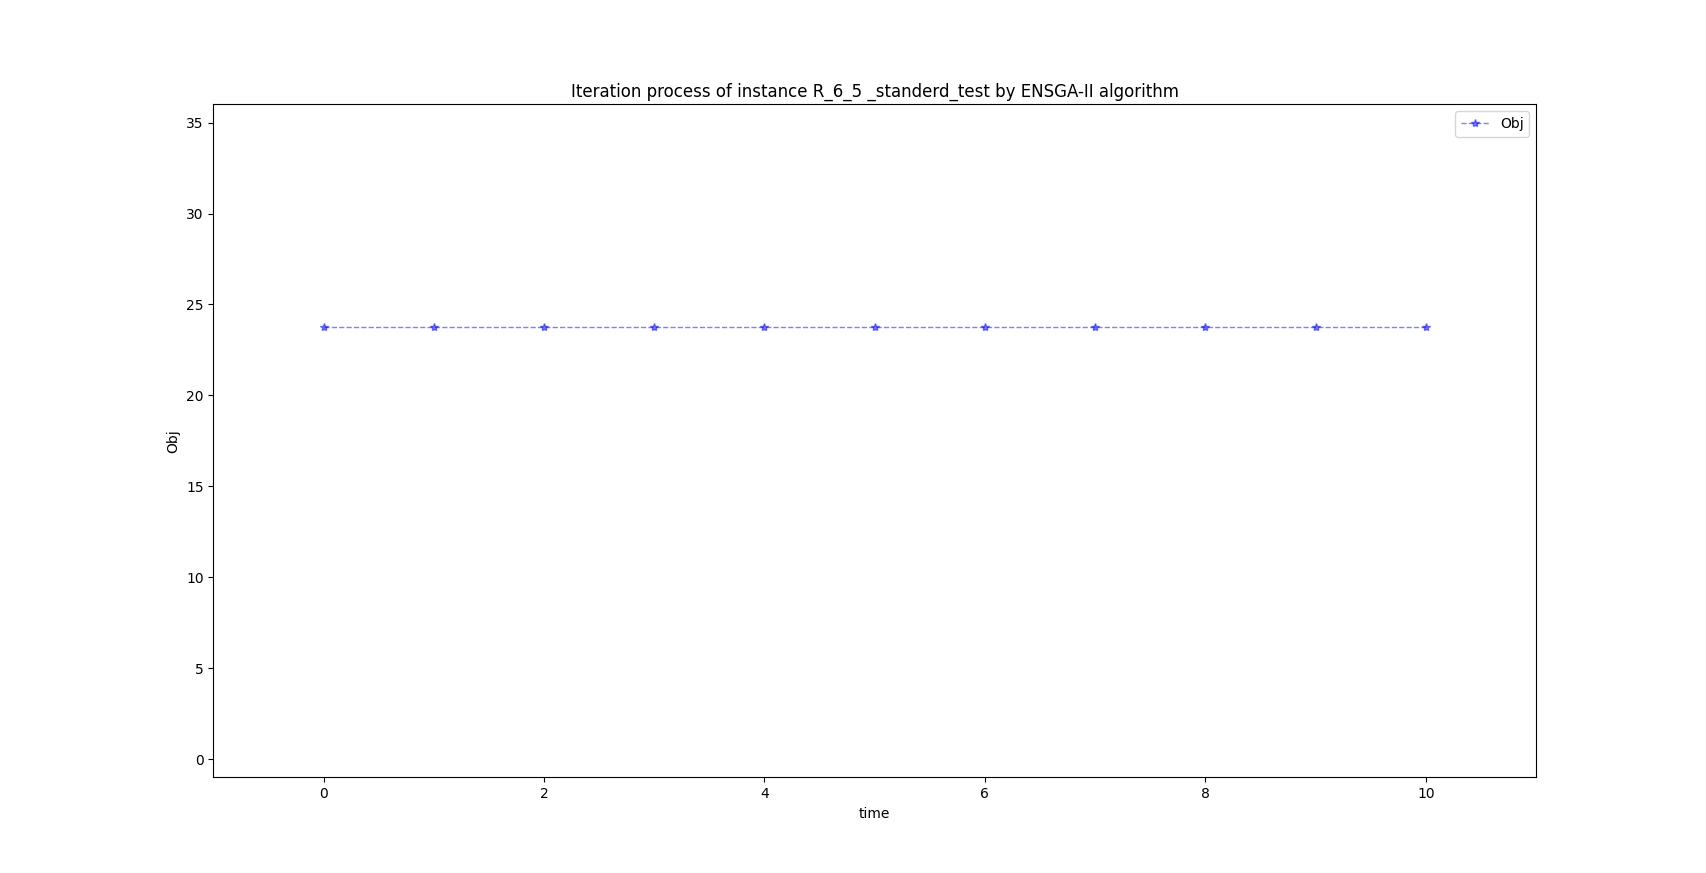 Iteration process of instance R_6_5 _standerd_test by ENSGA-II algorithm
Obj
35
30
25
20
15
10
5
0
Obj
0 2 4 6 8 10
time